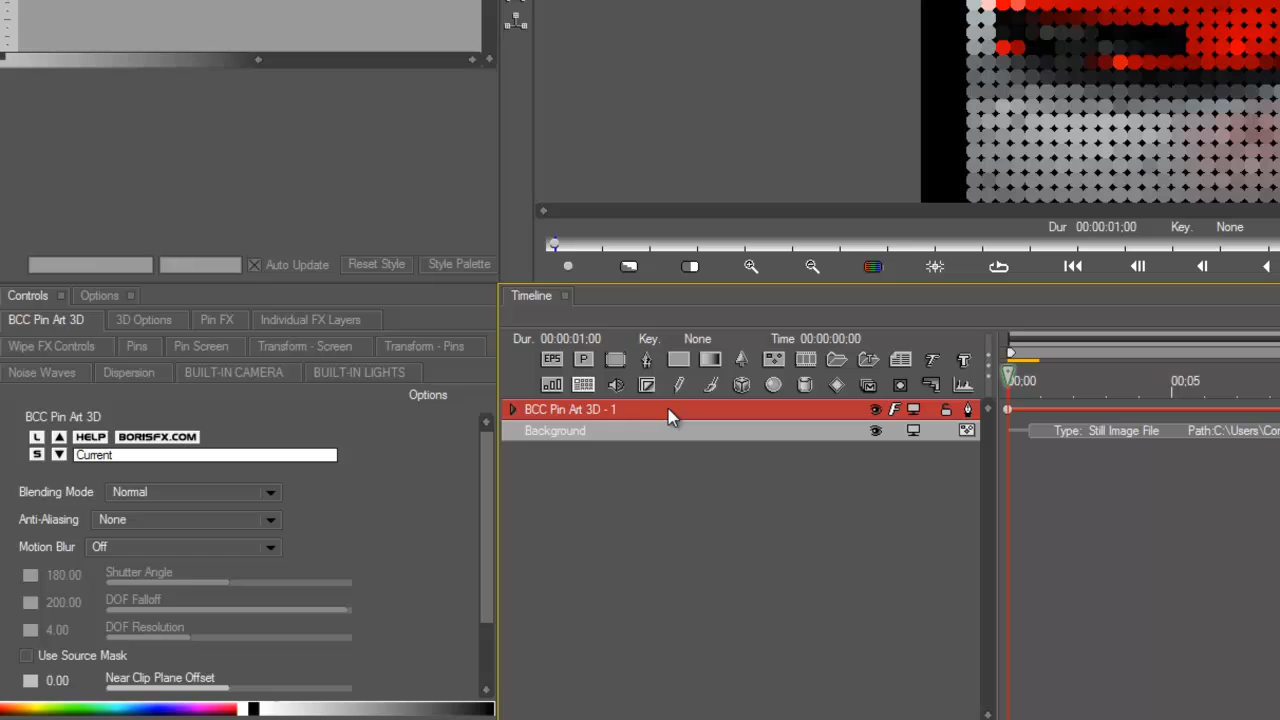 Dur 00:00:01;00 Key. None
Auto Update Reset Style Style Palette
Controls Options
Timeline
BCC Pin Art 3D 3D Options Pin FX Individual FX Layers
Dur. 00:00:01;00 Key. None Time 00:00:00;00
Wipe FX Controls Pins Pin Screen Transform - Screen Transform - Pins
EPS P
Noise Waves Dispersion BUILT-IN CAMERA BUILT-IN LIGHTS
00:00 00;05
Options
BCC Pin Art 3D - 1
BCC Pin Art 3D
Background
Type: Still Image File Path:C:\Users\Cor
L HELP BORISFX.COM
S Current
Blending Mode Normal
Anti-Aliasing None
Motion Blur Off
180.00 Shutter Angle
200.00 DOF Falloff
4.00 DOF Resolution
Use Source Mask
0.00 Near Clip Plane Offset